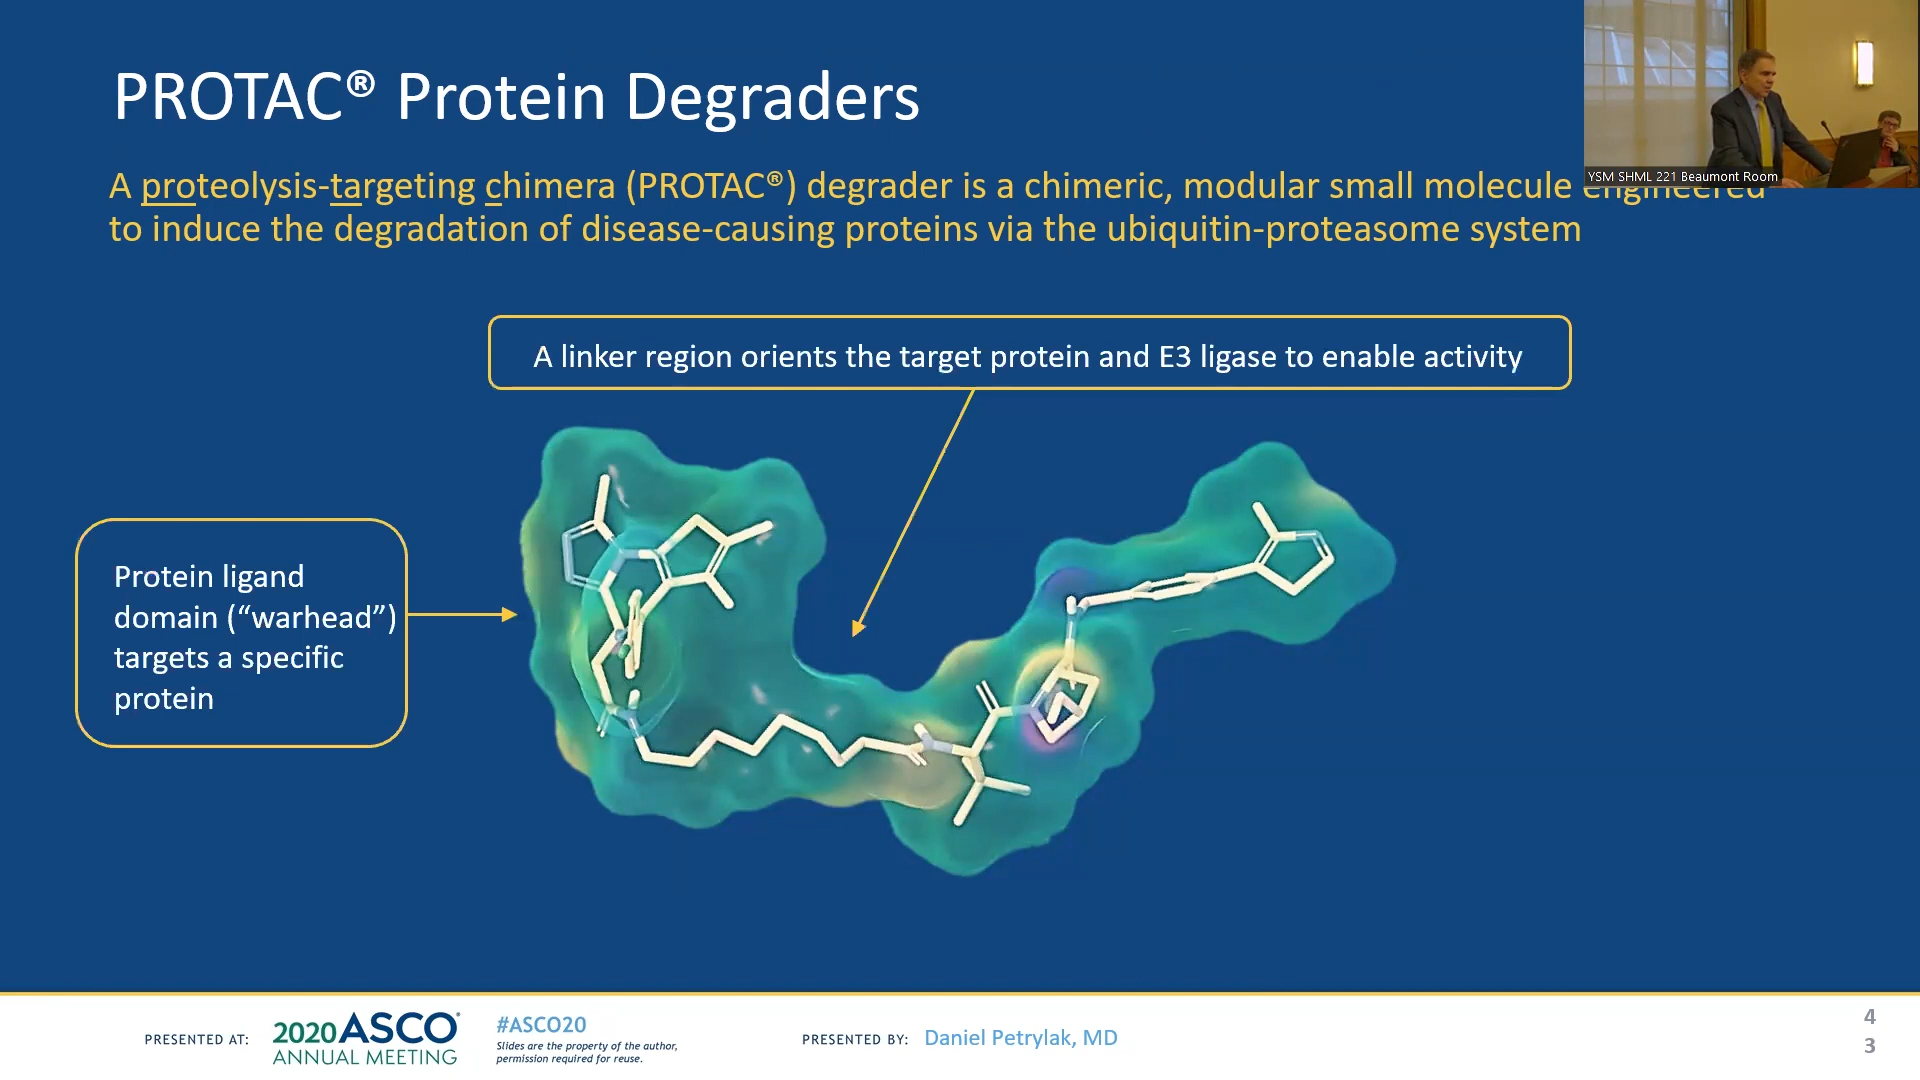 PROTAC® Protein Degraders
YSM SHML 221 Beaumont Room
A proteolysis-targeting chimera (PROTAC®) degrader is a chimeric, modular small molecule engineered
to induce the degradation of disease-causing proteins via the ubiquitin-proteasome system
A linker region orients the target protein and E3 ligase to enable activity
Protein ligand
domain (“warhead”)
targets a specific
protein
PRESENTED AT:
2020 ASCO®
ANNUAL MEETING
#ASCO20
Slides are the property of the author,
permission required for reuse.
PRESENTED BY: Daniel Petrylak, MD
4
3